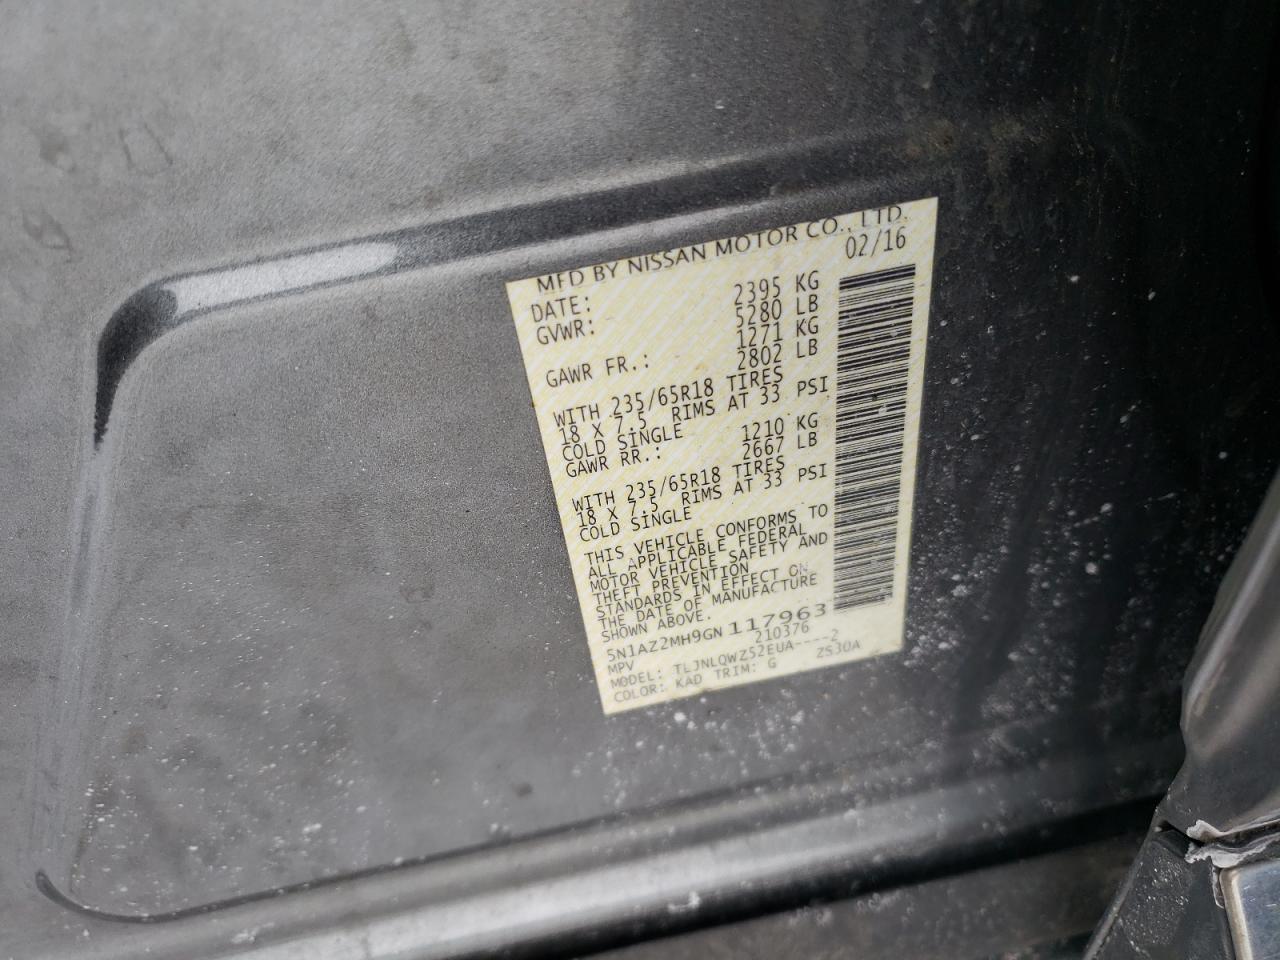 MFD BY NISSAN MOTOR CO., LTD.
DATE: 02/16
GVWR: 2395 KG
5280 LB
GAWR FR.: 1271 KG
2802 LB
WITH 235/65R18 TIRES
18 X 7.5 RIMS AT 33 PSI
COLD SINGLE
GAWR RR.: 1210 KG
2667 LB
WITH 235/65R18 TIRES
18 X 7.5 RIMS AT 33 PSI
COLD SINGLE
THIS VEHICLE CONFORMS TO
ALL APPLICABLE FEDERAL
MOTOR VEHICLE SAFETY AND
THEFT PREVENTION
STANDARDS IN EFFECT ON
THE DATE OF MANUFACTURE
SHOWN ABOVE.
5N1AZ2MH9GN117963
MPV 210376
MODEL: TLJNLQWZ52EUA----2
COLOR: KAD TRIM: G ZS30A